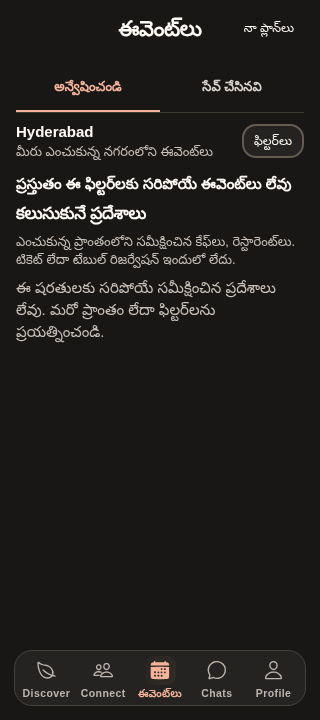 ఈవెంట్‌లు
నా ప్లాన్‌లు
అన్వేషించండి
సేవ్ చేసినవి
Hyderabad
మీరు ఎంచుకున్న నగరంలోని ఈవెంట్‌లు
ఫిల్టర్‌లు
ప్రస్తుతం ఈ ఫిల్టర్‌లకు సరిపోయే ఈవెంట్‌లు లేవు
కలుసుకునే ప్రదేశాలు
ఎంచుకున్న ప్రాంతంలోని సమీక్షించిన కేఫ్‌లు, రెస్టారెంట్‌లు.
టికెట్ లేదా టేబుల్ రిజర్వేషన్ ఇందులో లేదు.
ఈ షరతులకు సరిపోయే సమీక్షించిన ప్రదేశాలు
లేవు. మరో ప్రాంతం లేదా ఫిల్టర్‌లను
ప్రయత్నించండి.
Discover
Connect
ఈవెంట్‌లు
Chats
Profile